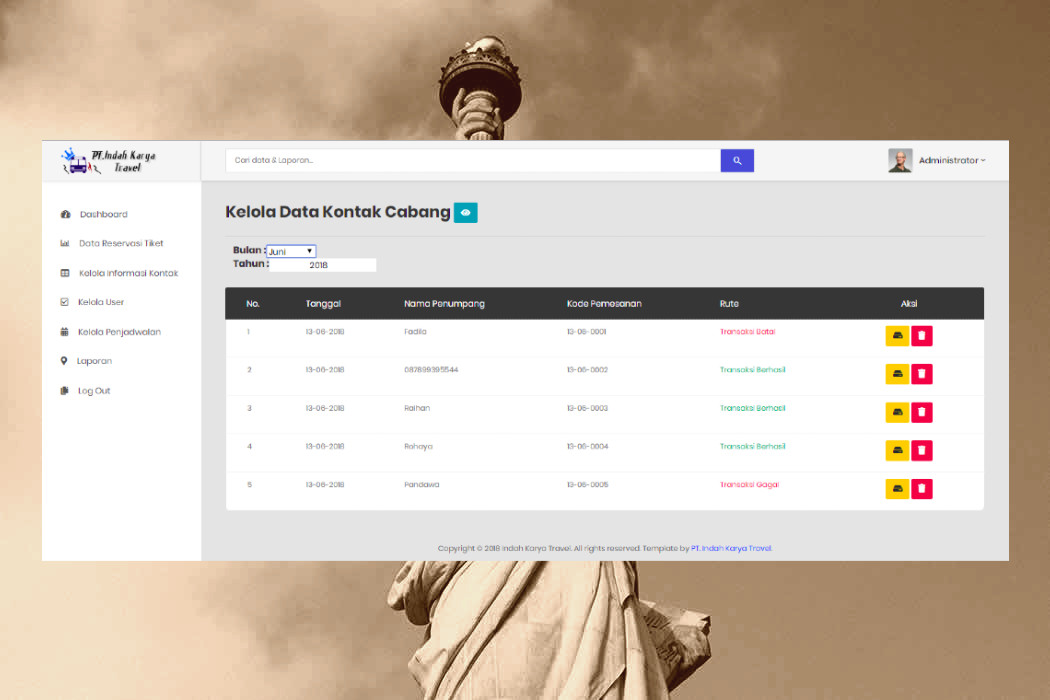 PT.Indah Karya
Travel
Cari data & Laporan...
Administrator
Dashboard
Data Reservasi Tiket
Kelola Informasi Kontak
Kelola User
Kelola Penjadwalan
Laporan
Log Out
Kelola Data Kontak Cabang
Bulan : Juni
Tahun : 2018
No. Tanggal Nama Penumpang Kode Pemesanan Rute Aksi
1 13-06-2018 Fadila 13-06-0001 Transaksi Batal
2 13-06-2018 087899395544 13-06-0002 Transaksi Berhasil
3 13-06-2018 Raihan 13-06-0003 Transaksi Berhasil
4 13-06-2018 Rohaya 13-06-0004 Transaksi Berhasil
5 13-06-2018 Pandawa 13-06-0005 Transaksi Gagal
Copyright © 2018 Indah Karya Travel. All rights reserved. Template by PT. Indah Karya Travel.